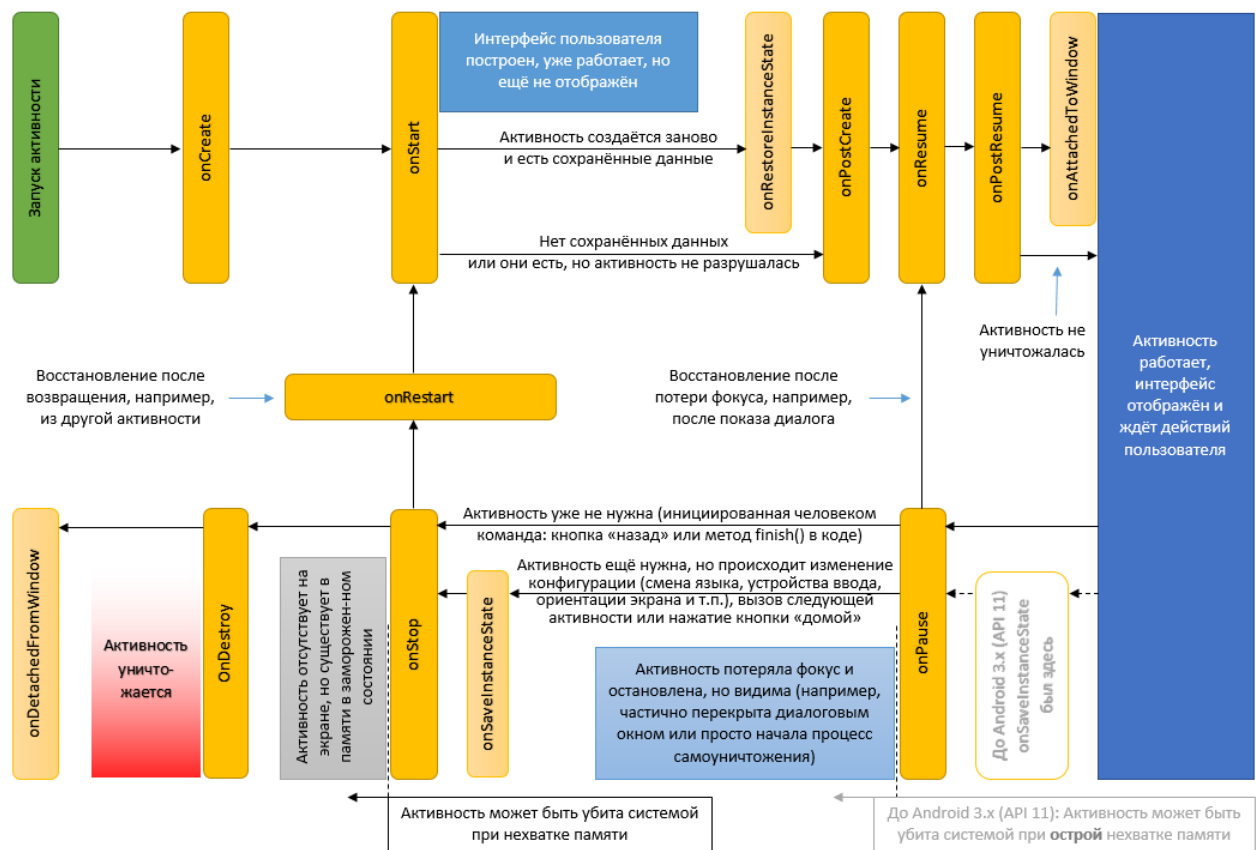 Запуск активности
onCreate
onStart
Интерфейс пользователя
построен, уже работает, но
ещё не отображён
Активность создаётся заново
и есть сохранённые данные
Нет сохранённых данных
или они есть, но активность не разрушалась
onRestoreInstanceState
onPostCreate
onResume
onPostResume
onAttachedToWindow
Активность не
уничтожалась
Активность
работает,
интерфейс
отображён и
ждёт действий
пользователя
Восстановление после
возвращения, например,
из другой активности
onRestart
Восстановление после
потери фокуса, например,
после показа диалога
onDetachedFromWindow
Активность
уничто-
жается
OnDestroy
Активность отсутствует на
экране, но существует в
памяти в заморожен-ном
состоянии
onStop
Активность уже не нужна (инициированная человеком
команда: кнопка «назад» или метод finish() в коде)
Активность ещё нужна, но происходит изменение
конфигурации (смена языка, устройства ввода,
ориентации экрана и т.п.), вызов следующей
активности или нажатие кнопки «домой»
onSaveInstanceState
Активность потеряла фокус и
остановлена, но видима (например,
частично перекрыта диалоговым
окном или просто начала процесс
самоуничтожения)
onPause
До Android 3.x (API 11)
onSaveInstanceState
был здесь
Активность может быть убита системой
при нехватке памяти
До Android 3.x (API 11): Активность может быть
убита системой при острой нехватке памяти